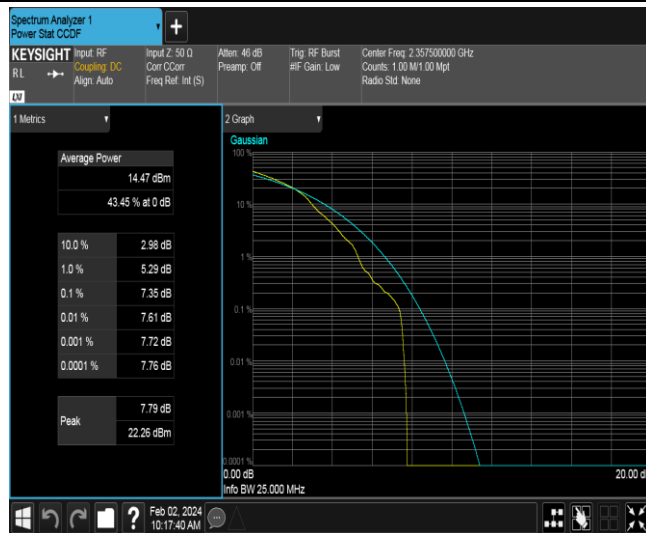 Spectrum Analyzer 1
Power Stat CCDF
KEYSIGHT
RL
Input: RF
Coupling: DC
Align: Auto
Input Z: 50 Ω
Corr CCorr
Freq Ref: Int (S)
Atten: 46 dB
Preamp: Off
Trig: RF Burst
#IF Gain: Low
Center Freq: 2.357500000 GHz
Counts: 1.00 M/1.00 Mpt
Radio Std: None
LXI
1 Metrics
Average Power
14.47 dBm
43.45 % at 0 dB
10.0 % 2.98 dB
1.0 % 5.29 dB
0.1 % 7.35 dB
0.01 % 7.61 dB
0.001 % 7.72 dB
0.0001 % 7.76 dB
Peak
7.79 dB
22.26 dBm
2 Graph
Gaussian
100 %
10 %
1 %
0.1 %
0.01 %
0.001 %
0.0001 %
0.00 dB
20.00 d
Info BW 25.000 MHz
?
Feb 02, 2024
10:17:40 AM